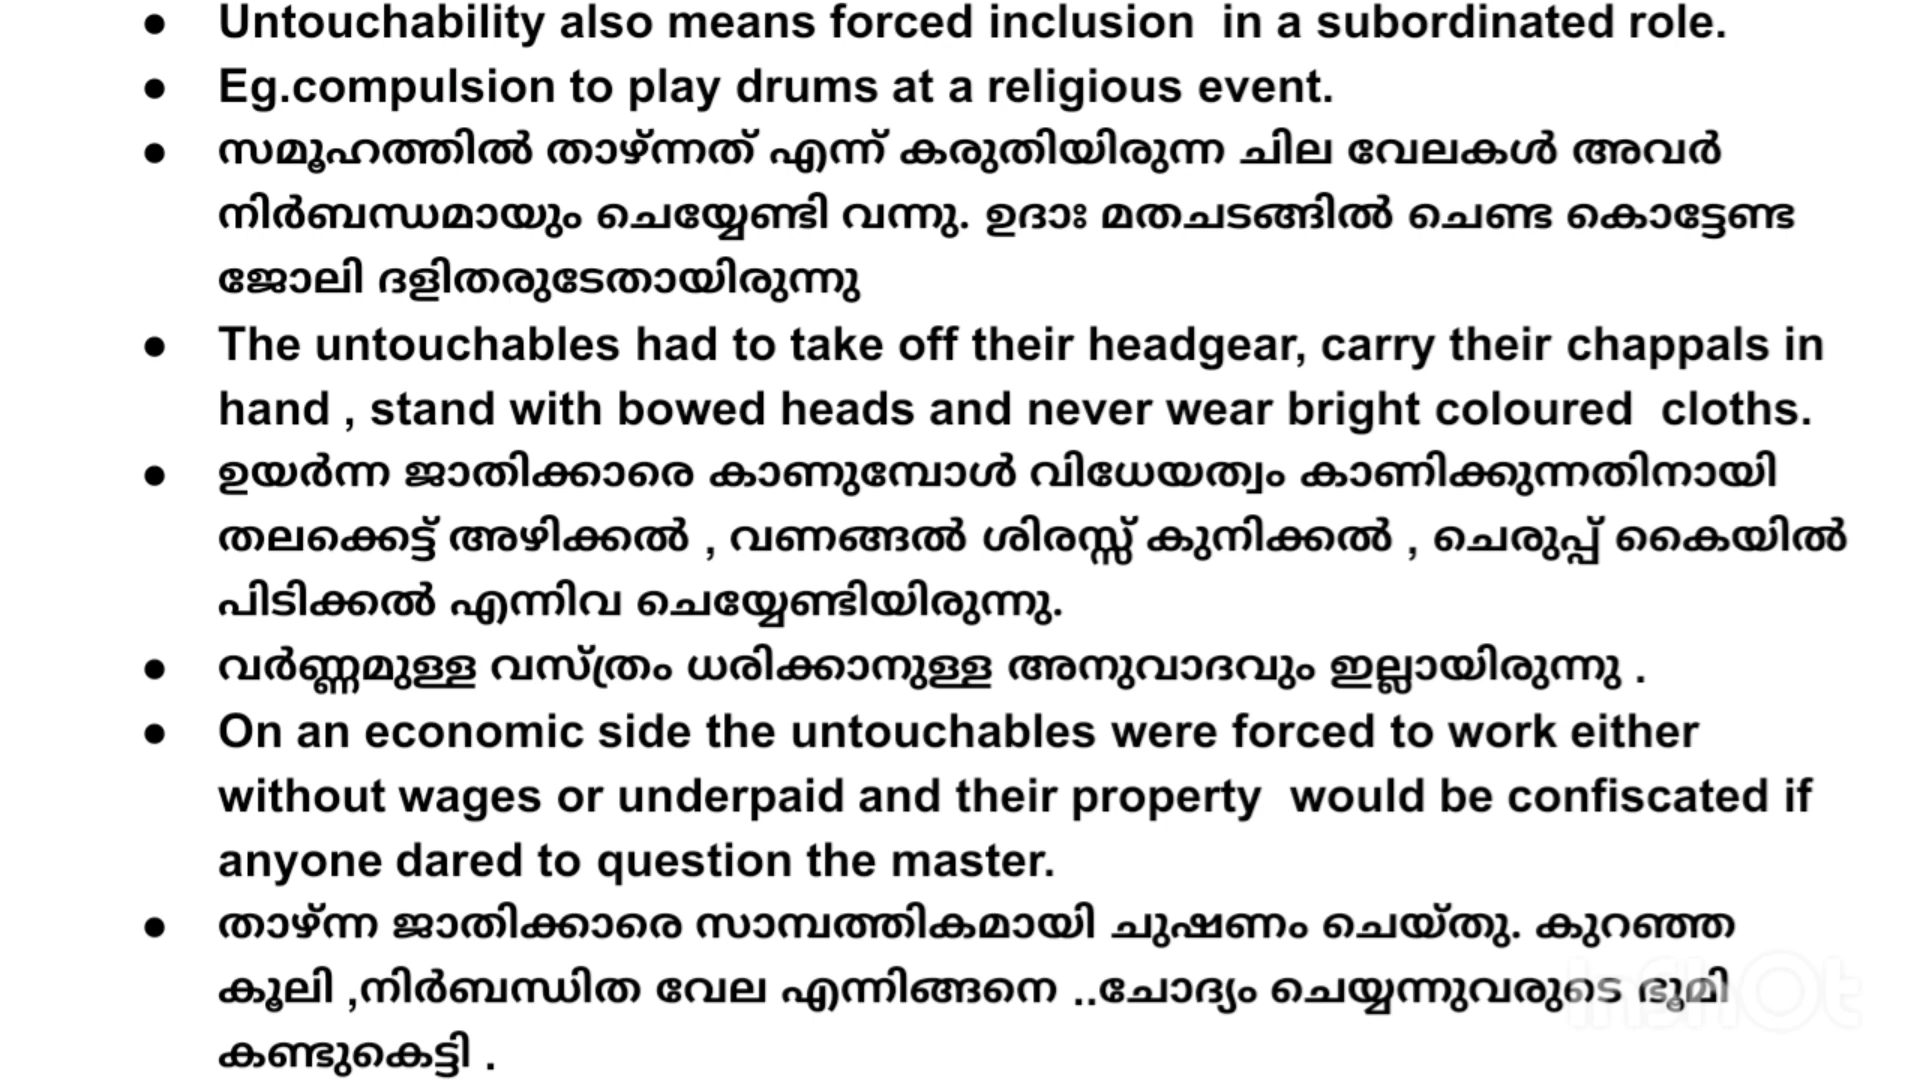 ● Untouchability also means forced inclusion  in a subordinated role.
● Eg.compulsion to play drums at a religious event.
● സമൂഹത്തിൽ താഴ്ന്നത് എന്ന് കരുതിയിരുന്ന ചില വേലകൾ അവർ
നിർബന്ധമായും ചെയ്യേണ്ടി വന്നു. ഉദാഃ മതചടങ്ങിൽ ചെണ്ട കൊട്ടേണ്ട
ജോലി ദളിതരുടേതായിരുന്നു
● The untouchables had to take off their headgear, carry their chappals in
hand , stand with bowed heads and never wear bright coloured  cloths.
● ഉയർന്ന ജാതിക്കാരെ കാണുമ്പോൾ വിധേയത്വം കാണിക്കുന്നതിനായി
തലക്കെട്ട് അഴിക്കൽ , വണങ്ങൽ ശിരസ്സ് കുനിക്കൽ , ചെരുപ്പ് കൈയിൽ
പിടിക്കൽ എന്നിവ ചെയ്യേണ്ടിയിരുന്നു.
● വർണ്ണമുള്ള വസ്ത്രം ധരിക്കാനുള്ള അനുവാദവും ഇല്ലായിരുന്നു .
● On an economic side the untouchables were forced to work either
without wages or underpaid and their property  would be confiscated if
anyone dared to question the master.
● താഴ്ന്ന ജാതിക്കാരെ സാമ്പത്തികമായി ചുഷണം ചെയ്തു. കുറഞ്ഞ
കൂലി ,നിർബന്ധിത വേല എന്നിങ്ങനെ ..ചോദ്യം ചെയ്യന്നുവരുടെ ഭൂമി
കണ്ടുകെട്ടി .
InShOt